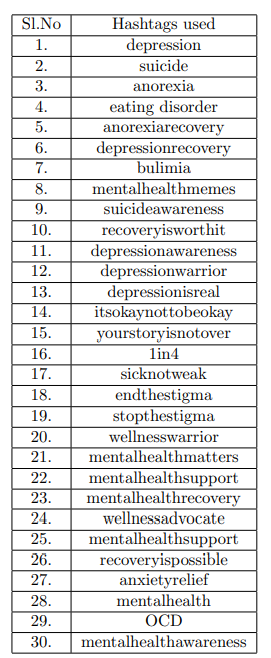 Sl.No Hashtags used
1. depression
2. suicide
3. anorexia
4. eating disorder
5. anorexiarecovery
6. depressionrecovery
7. bulimia
8. mentalhealthmemes
9. suicideawareness
10. recoveryisworthit
11. depressionawareness
12. depressionwarrior
13. depressionisreal
14. itsokaynottobeokay
15. yourstoryisnotover
16. 1in4
17. sicknotweak
18. endthestigma
19. stopthestigma
20. wellnesswarrior
21. mentalhealthmatters
22. mentalhealthsupport
23. mentalhealthrecovery
24. wellnessadvocate
25. mentalhealthsupport
26. recoveryispossible
27. anxietyrelief
28. mentalhealth
29. OCD
30. mentalhealthawareness